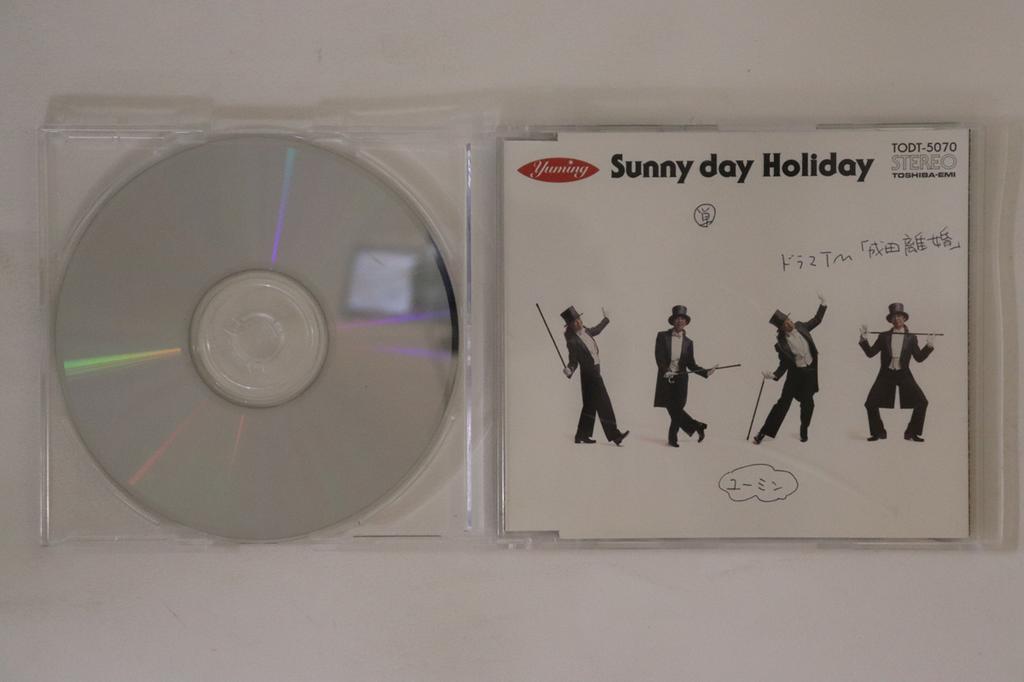 Yuming
Sunny day Holiday
TODT-5070
STEREO
TOSHIBA-EMI
単
ドラマTM「成田離婚」
ユーミン